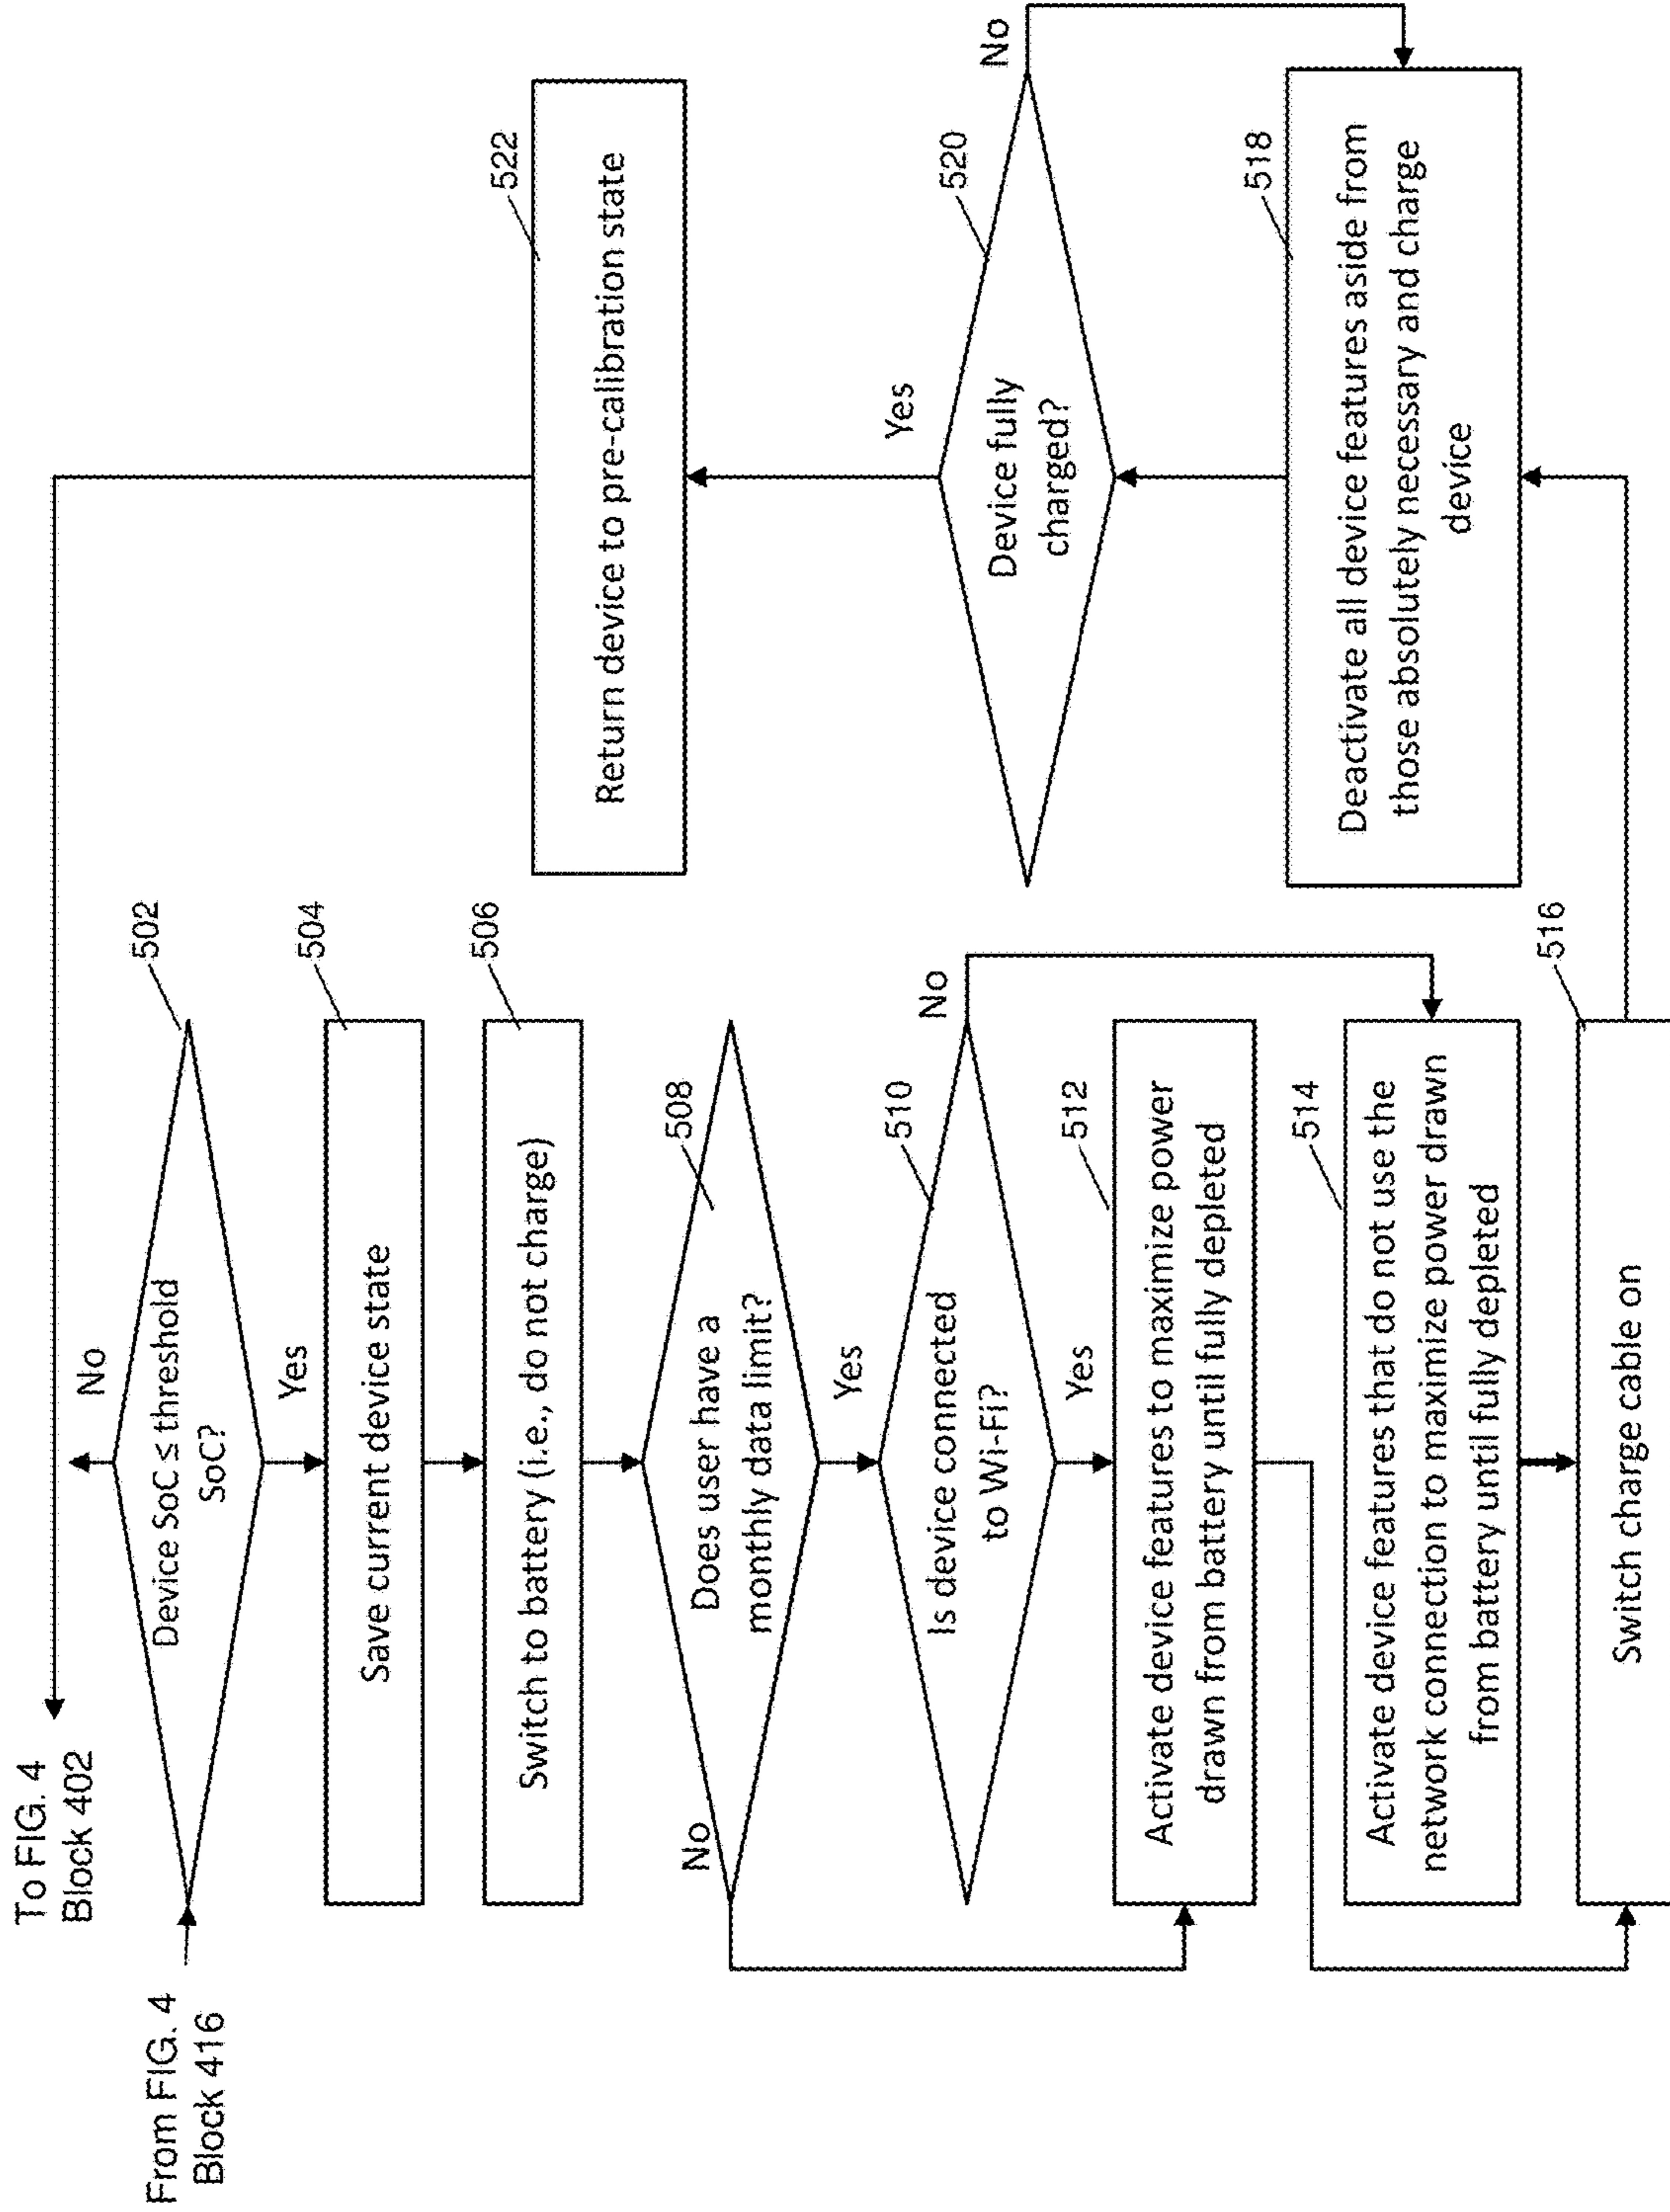 To FIG. 4
Block 402
From FIG. 4
Block 416
No
502
Device SoC ≤ threshold
SoC?
Yes
504
Save current device state
506
Switch to battery (i.e., do not charge)
508
Does user have a
monthly data limit?
No
Yes
510
Is device connected
to Wi-Fi?
No
Yes
512
Activate device features to maximize power
drawn from battery until fully depleted
514
Activate device features that do not use the
network connection to maximize power drawn
from battery until fully depleted
516
Switch charge cable on
522
Return device to pre-calibration state
Yes
520
Device fully
charged?
No
518
Deactivate all device features aside from
those absolutely necessary and charge
device